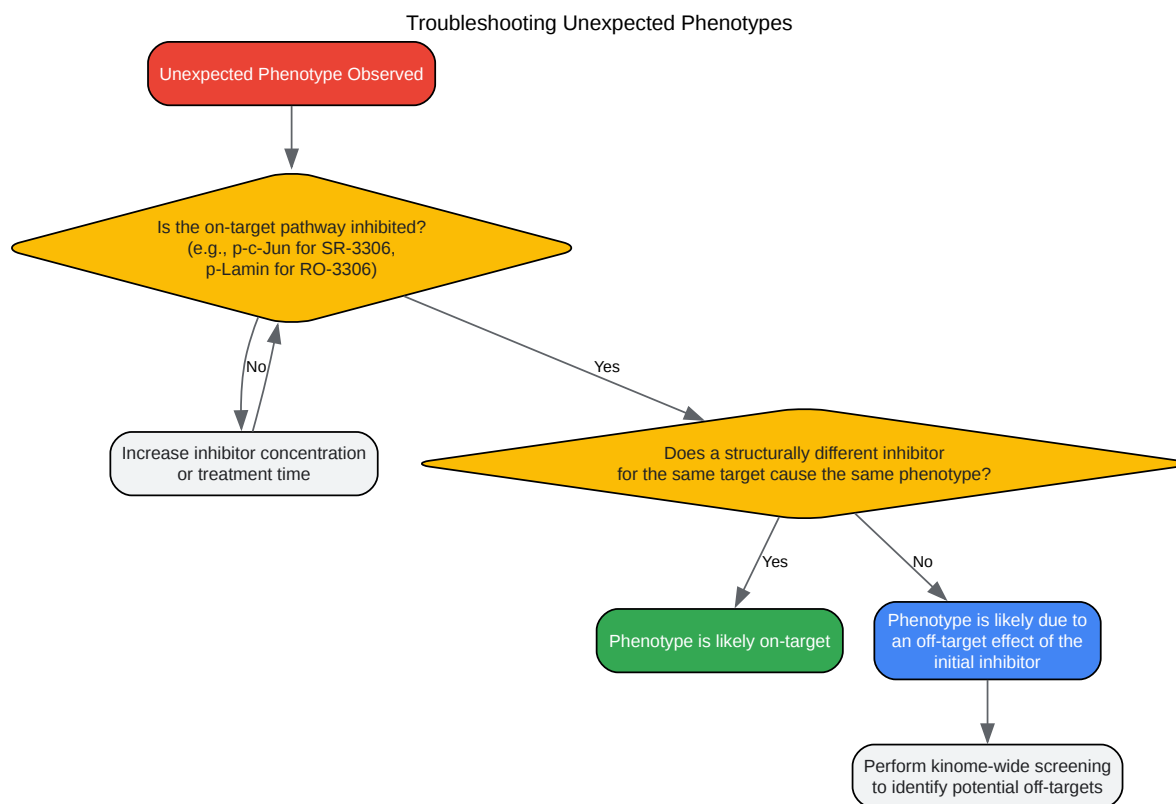 Troubleshooting Unexpected Phenotypes
Unexpected Phenotype Observed
Is the on-target pathway inhibited?
(e.g., p-c-Jun for SR-3306,
p-Lamin for RO-3306)
No
Yes
Increase inhibitor concentration
or treatment time
Does a structurally different inhibitor
for the same target cause the same phenotype?
Yes
No
Phenotype is likely on-target
Phenotype is likely due to
an off-target effect of the
initial inhibitor
Perform kinome-wide screening
to identify potential off-targets